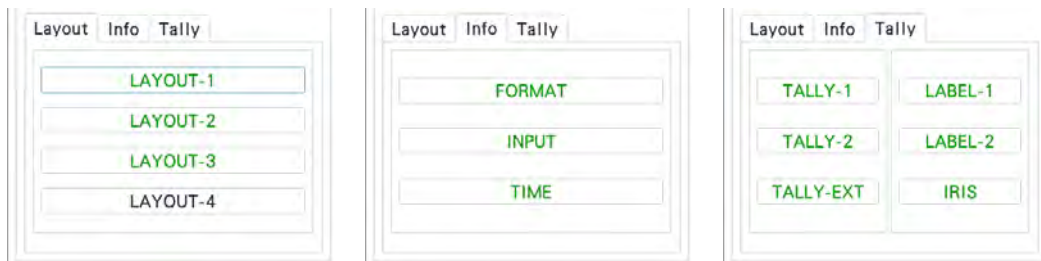 Layout Info Tally
LAYOUT-1
LAYOUT-2
LAYOUT-3
LAYOUT-4
Layout Info Tally
FORMAT
INPUT
TIME
Layout Info Tally
TALLY-1 LABEL-1
TALLY-2 LABEL-2
TALLY-EXT IRIS